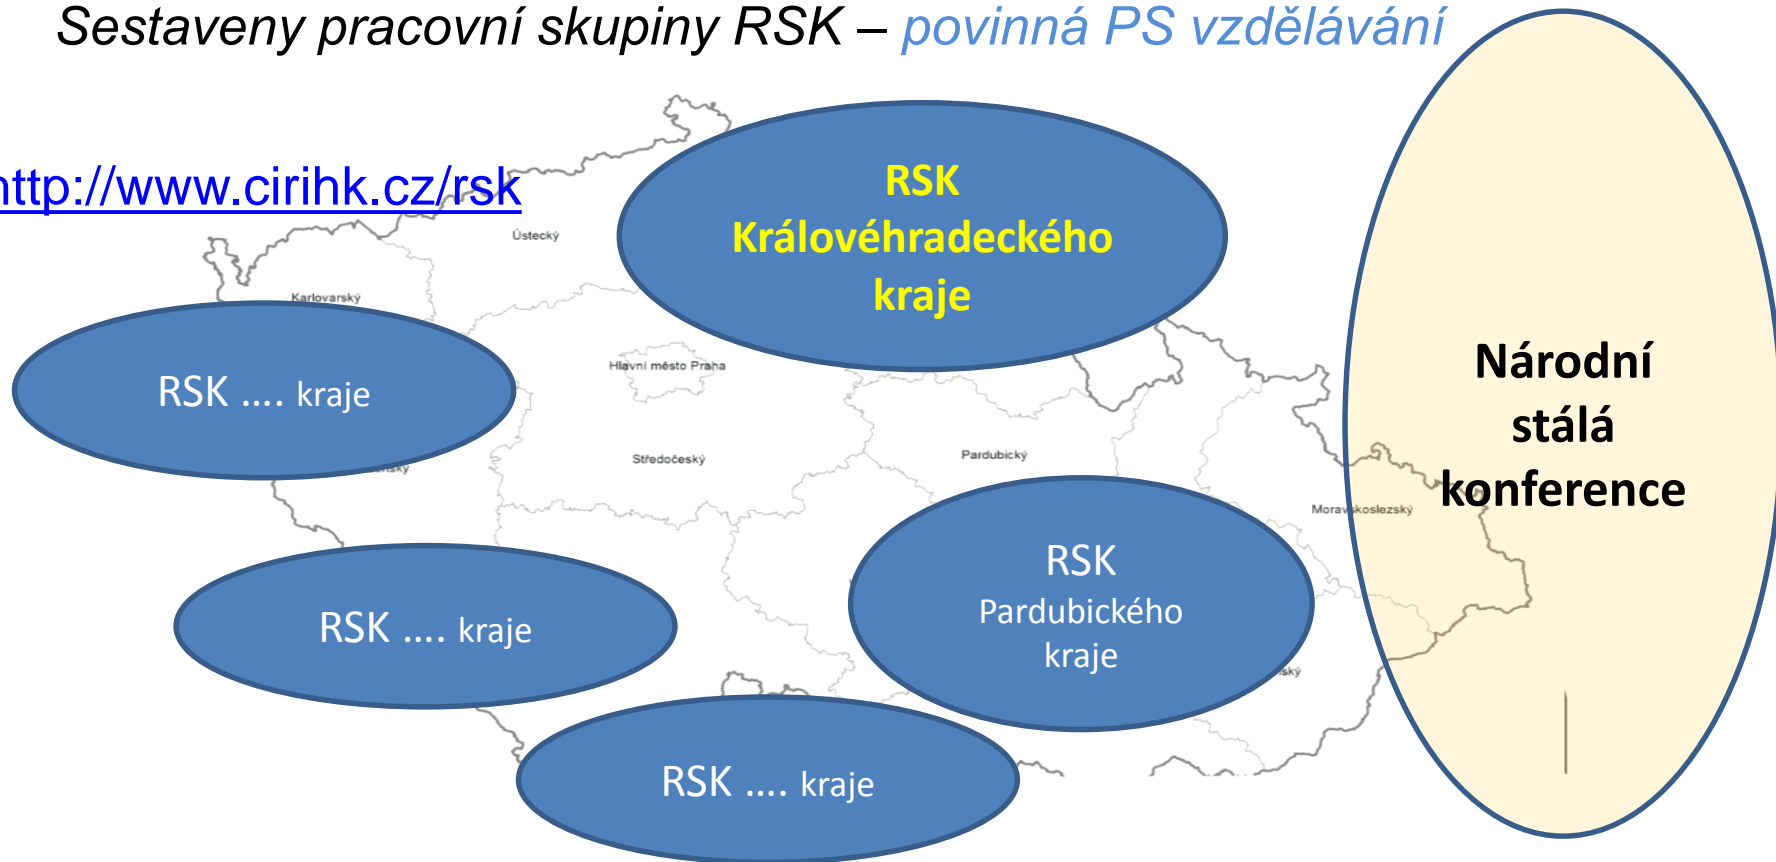 Sestaveny pracovní skupiny RSK – povinná PS vzdělávání
http://www.cirihk.cz/rsk
RSK
Královéhradeckého
kraje
Ústecký
Karlovarský
Hlavní město Praha
RSK .... kraje
Středočeský
Pardubický
Moravskoslezský
Národní
stálá
konference
RSK
Pardubického
kraje
RSK .... kraje
RSK .... kraje